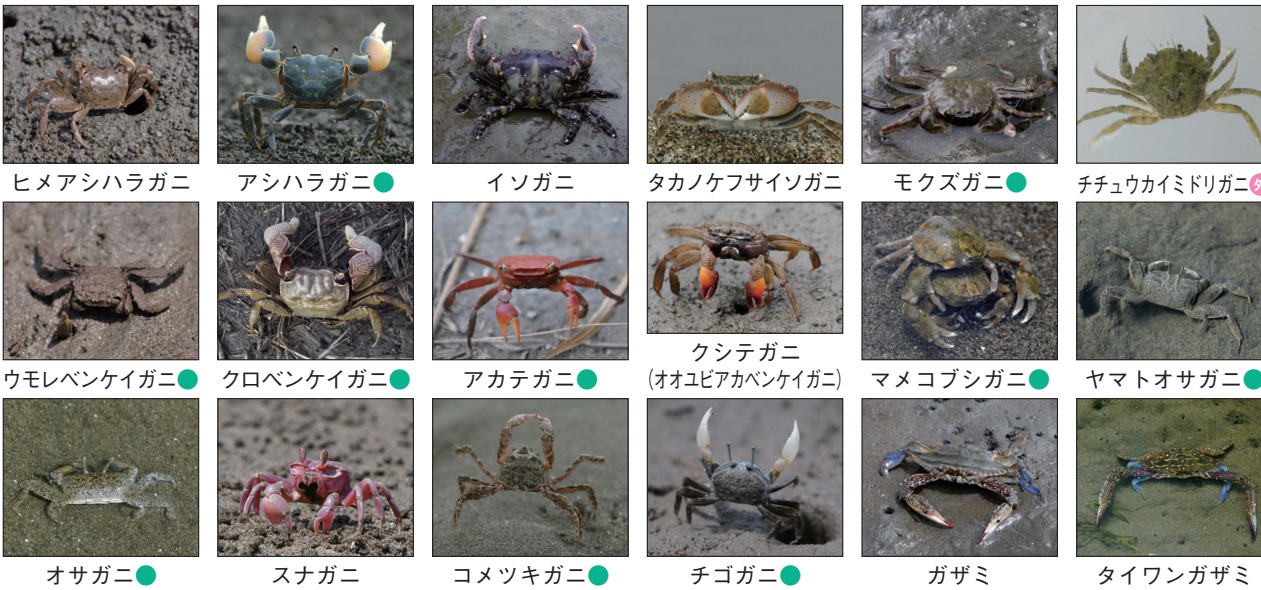 ヒメアシハラガニ
アシハラガニ
イソガニ
タカノケフサイソガニ
モクズガニ
チチュウカイミドリガニ
ウモレベンケイガニ
クロベンケイガニ
アカテガニ
クシテガニ
(オオユビアカベンケイガニ)
マメコブシガニ
ヤマトオサガニ
オサガニ
スナガニ
コメツキガニ
チゴガニ
ガザミ
タイワンガザミ